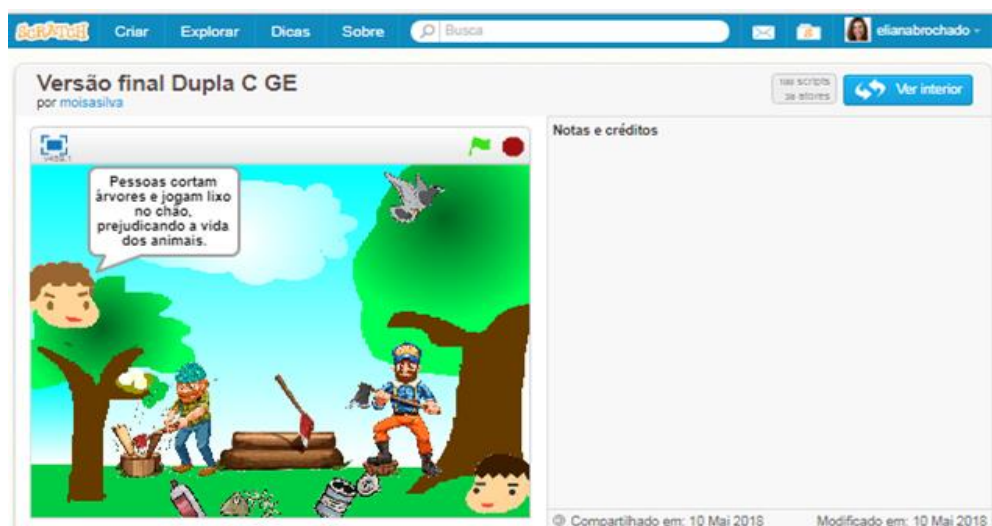 SCRATCH Criar Explorar Dicas Sobre Busca elianabrochado
Versão final Dupla C GE
por moisasilva
scripts
atores
Ver interior
Notas e créditos
Pessoas cortam
árvores e jogam lixo
no chão,
prejudicando a vida
dos animais.
Compartilhado em: 10 Mai 2018 Modificado em: 10 Mai 2018